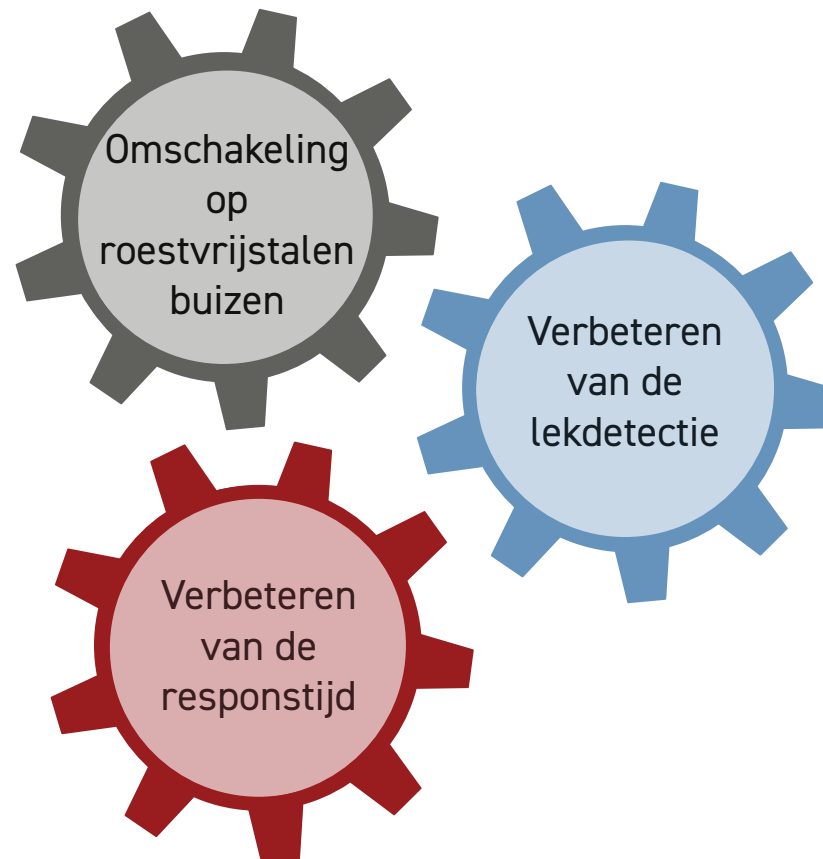 Omschakeling
op
roestvrijstalen
buizen
Verbeteren
van de
lekdetectie
Verbeteren
van de
responstijd